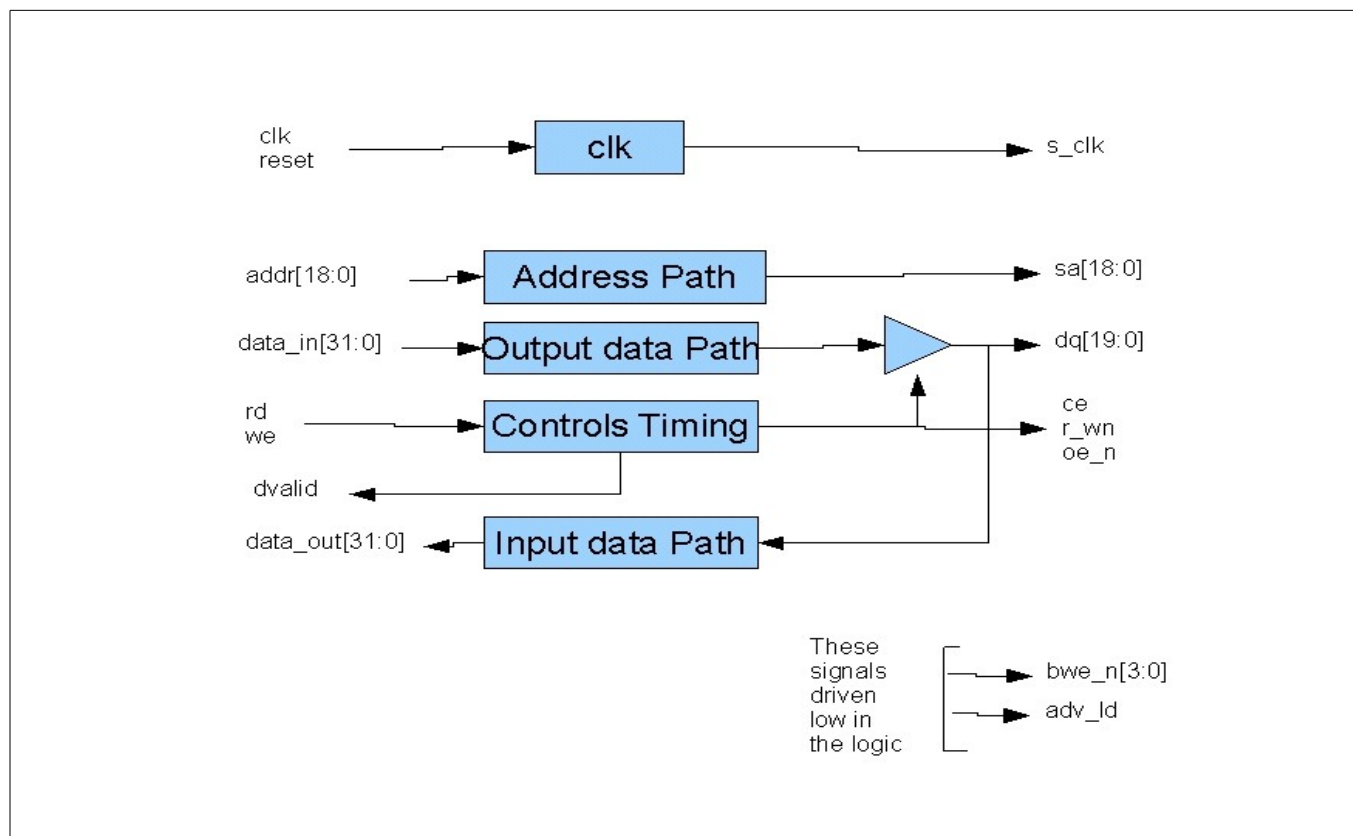 clk
reset
clk
s_clk
addr[18:0]
Address Path
sa[18:0]
data_in[31:0]
Output data Path
dq[19:0]
rd
we
Controls Timing
ce
r_wn
oe_n
dvalid
data_out[31:0]
Input data Path
These
signals
driven
low in
the logic
bwe_n[3:0]
adv_ld